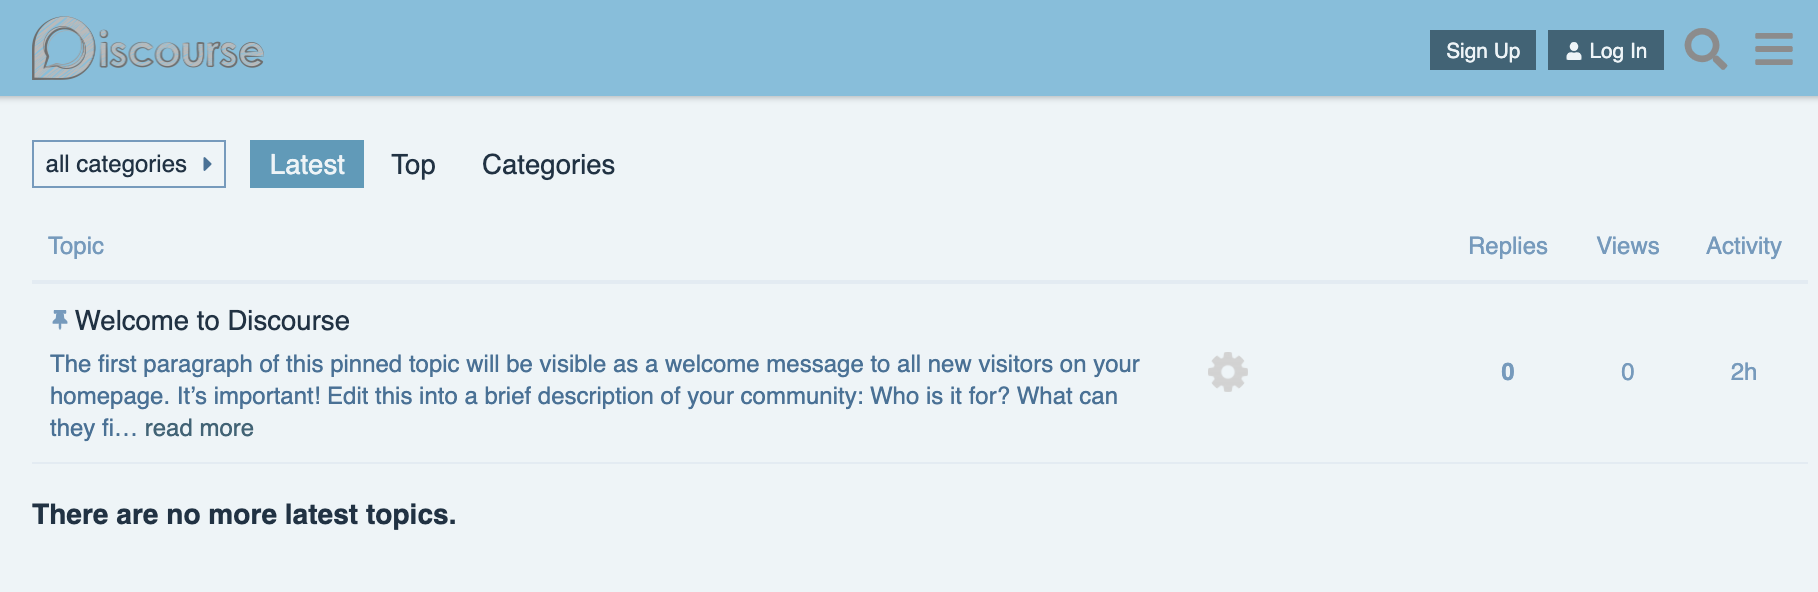 Discourse
Sign Up
Log In
all categories
Latest
Top
Categories
Topic
Replies
Views
Activity
Welcome to Discourse
The first paragraph of this pinned topic will be visible as a welcome message to all new visitors on your
homepage. It’s important! Edit this into a brief description of your community: Who is it for? What can
they fi… read more
0
0
2h
There are no more latest topics.